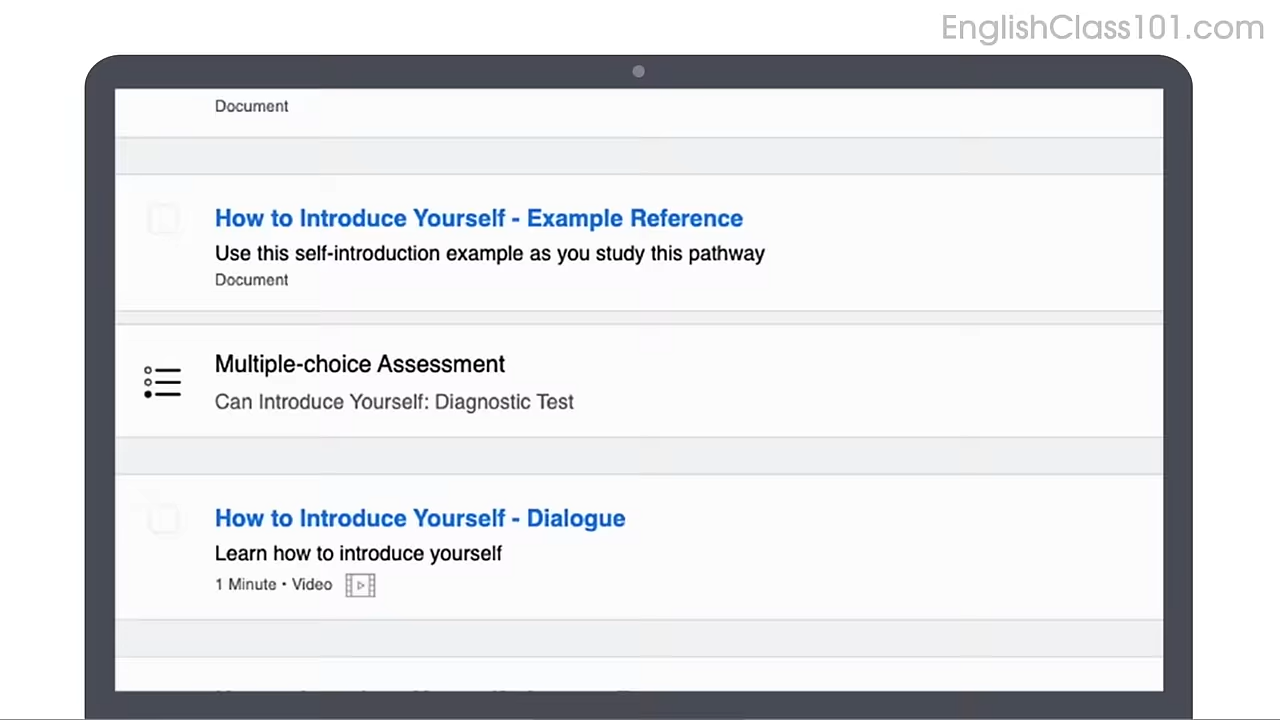 EnglishClass101.com
Document
How to Introduce Yourself - Example Reference
Use this self-introduction example as you study this pathway
Document
Multiple-choice Assessment
Can Introduce Yourself: Diagnostic Test
How to Introduce Yourself - Dialogue
Learn how to introduce yourself
1 Minute • Video